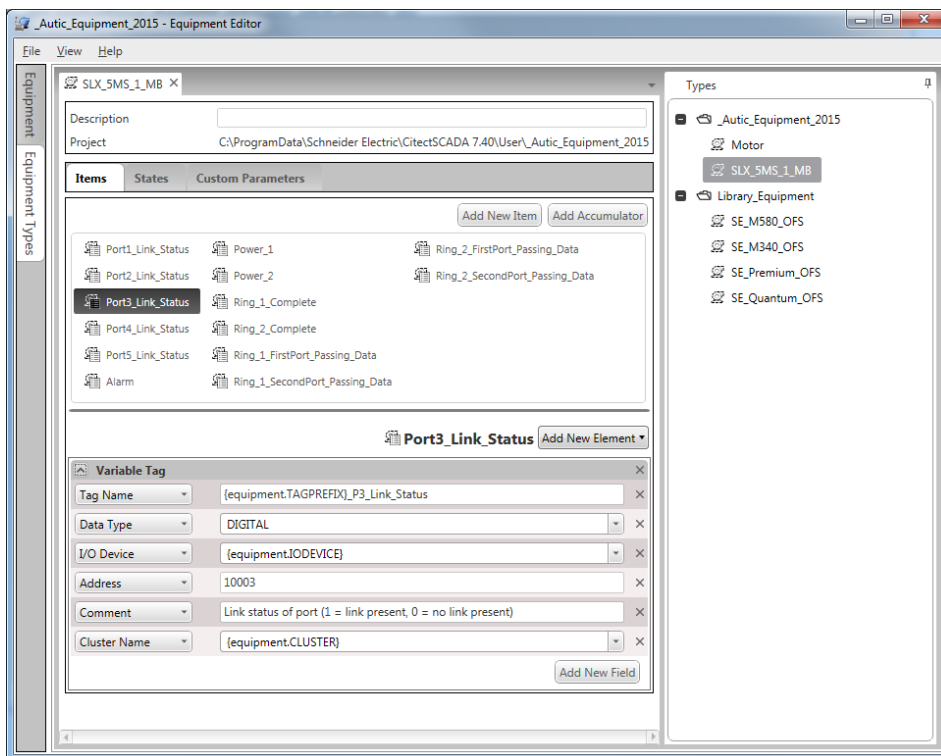 _Autic_Equipment_2015 - Equipment Editor
File View Help
Equipment
Equipment Types
SLX_5MS_1_MB
Description
Project C:\ProgramData\Schneider Electric\CitectSCADA 7.40\User\_Autic_Equipment_2015
Items States Custom Parameters
Add New Item Add Accumulator
Port1_Link_Status Power_1 Ring_2_FirstPort_Passing_Data
Port2_Link_Status Power_2 Ring_2_SecondPort_Passing_Data
Port3_Link_Status Ring_1_Complete
Port4_Link_Status Ring_2_Complete
Port5_Link_Status Ring_1_FirstPort_Passing_Data
Alarm Ring_1_SecondPort_Passing_Data
Port3_Link_Status Add New Element
Variable Tag
Tag Name {equipment.TAGPREFIX}_P3_Link_Status
Data Type DIGITAL
I/O Device {equipment.IODEVICE}
Address 10003
Comment Link status of port (1 = link present, 0 = no link present)
Cluster Name {equipment.CLUSTER}
Add New Field
Types
_Autic_Equipment_2015
Motor
SLX_5MS_1_MB
Library_Equipment
SE_M580_OFS
SE_M340_OFS
SE_Premium_OFS
SE_Quantum_OFS